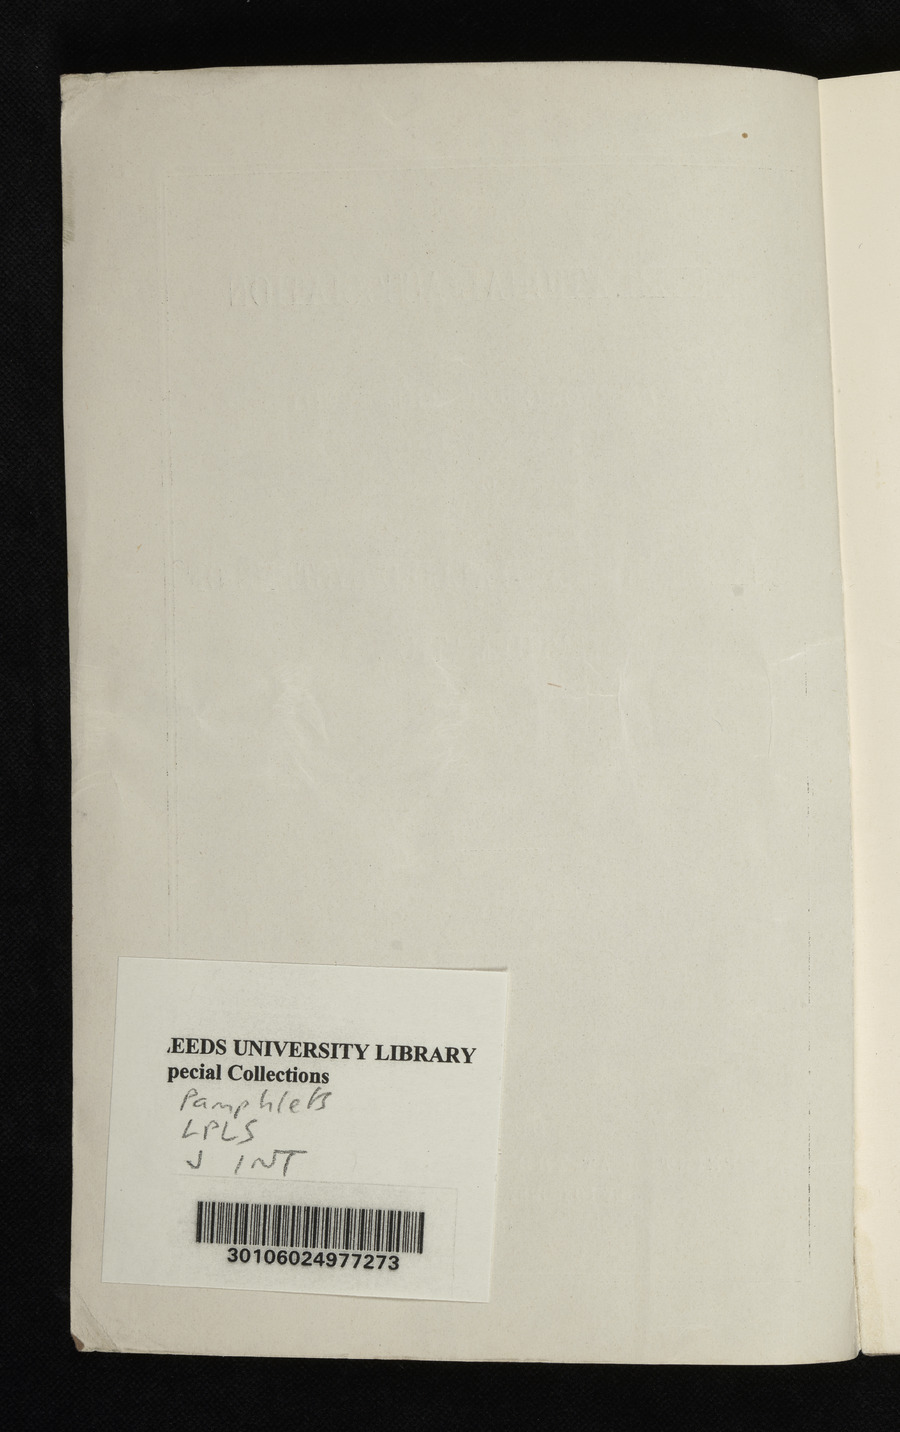 EEDS UNIVERSITY LIBRARY
pecial Collections
Pamphlets
LPLS
J INT
30106024977273